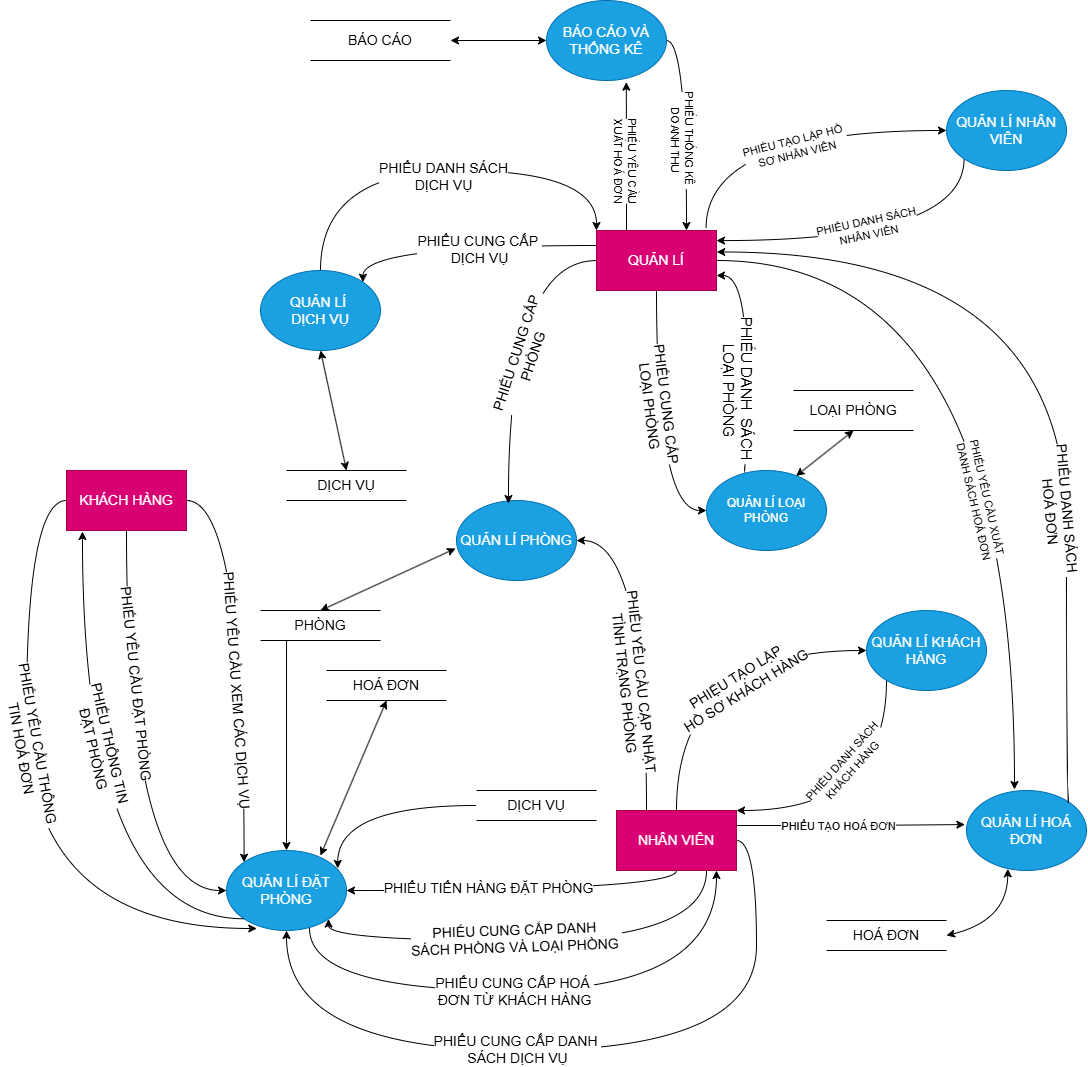 BÁO CÁO
BÁO CÁO VÀ
THỐNG KÊ
QUẢN LÍ NHÂN
VIÊN
PHIẾU YÊU CẦU
XUẤT HOÁ ĐƠN
PHIẾU THỐNG KÊ
DOANH THU
PHIẾU TẠO LẬP HỒ
SƠ NHÂN VIÊN
PHIẾU DANH SÁCH
DỊCH VỤ
PHIẾU DANH SÁCH
NHÂN VIÊN
PHIẾU CUNG CẤP
DỊCH VỤ
QUẢN LÍ
QUẢN LÍ
DỊCH VỤ
PHIẾU CUNG CẤP
PHÒNG
PHIẾU CUNG CẤP
LOẠI PHÒNG
PHIẾU DANH SÁCH
LOẠI PHÒNG
LOẠI PHÒNG
DỊCH VỤ
KHÁCH HÀNG
QUẢN LÍ LOẠI
PHÒNG
PHIẾU YÊU CẦU XUẤT
DANH SÁCH HOÁ ĐƠN
PHIẾU DANH SÁCH
HOÁ ĐƠN
QUẢN LÍ PHÒNG
PHÒNG
PHIẾU YÊU CẦU CẬP NHẬT
TÌNH TRẠNG PHÒNG
PHIỆU TẠO LẬP
HỒ SƠ KHÁCH HÀNG
QUẢN LÍ KHÁCH
HÀNG
HOÁ ĐƠN
PHIẾU YÊU CẦU THÔNG
TIN HOÁ ĐƠN
PHIẾU THÔNG TIN
ĐẶT PHÒNG
PHIẾU YÊU CẦU ĐẶT PHÒNG
PHIẾU YÊU CẦU XEM CÁC DỊCH VỤ
PHIẾU DANH SÁCH
KHÁCH HÀNG
DỊCH VỤ
NHÂN VIÊN
PHIẾU TẠO HOÁ ĐƠN
QUẢN LÍ HOÁ
ĐƠN
QUẢN LÍ ĐẶT
PHÒNG
PHIẾU TIẾN HÀNG ĐẶT PHÒNG
PHIẾU CUNG CẤP DANH
SÁCH PHÒNG VÀ LOẠI PHÒNG
HOÁ ĐƠN
PHIẾU CUNG CẤP HOÁ
ĐƠN TỪ KHÁCH HÀNG
PHIẾU CUNG CẤP DANH
SÁCH DỊCH VỤ